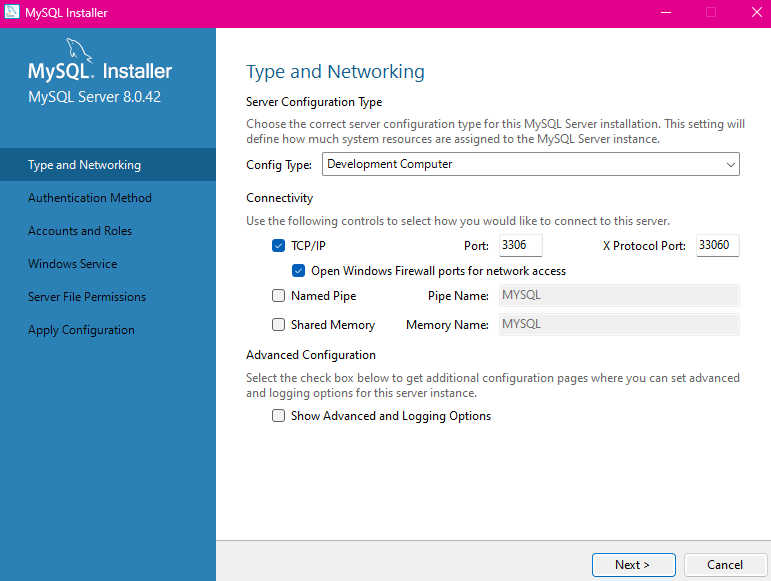 MySQL Installer
MySQL. Installer
MySQL Server 8.0.42
Type and Networking
Authentication Method
Accounts and Roles
Windows Service
Server File Permissions
Apply Configuration
Type and Networking
Server Configuration Type
Choose the correct server configuration type for this MySQL Server installation. This setting will
define how much system resources are assigned to the MySQL Server instance.
Config Type: Development Computer
Connectivity
Use the following controls to select how you would like to connect to this server.
TCP/IP Port: 3306 X Protocol Port: 33060
Open Windows Firewall ports for network access
Named Pipe Pipe Name: MYSQL
Shared Memory Memory Name: MYSQL
Advanced Configuration
Select the check box below to get additional configuration pages where you can set advanced
and logging options for this server instance.
Show Advanced and Logging Options
Next > Cancel